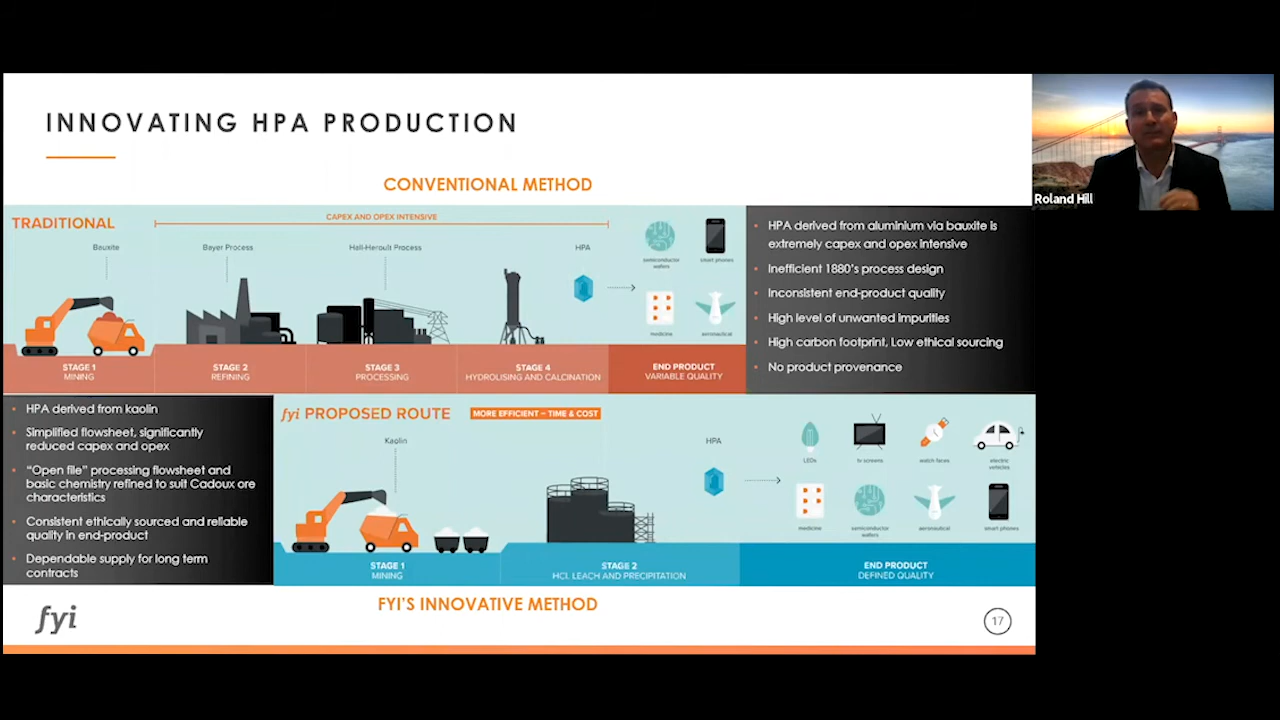 INNOVATING HPA PRODUCTION
CONVENTIONAL METHOD
TRADITIONAL
CAPEX AND OPEX INTENSIVE
Bauxite
Bayer Process
Hall-Heroult Process
HPA
semiconductor
wafers
smart phones
medicine
aeronautical
STAGE 1
MINING
STAGE 2
REFINING
STAGE 3
PROCESSING
STAGE 4
HYDROLISING AND CALCINATION
END PRODUCT
VARIABLE QUALITY
• HPA derived from aluminium via bauxite is
extremely capex and opex intensive
• Inefficient 1880's process design
• Inconsistent end-product quality
• High level of unwanted impurities
• High carbon footprint, Low ethical sourcing
• No product provenance
Roland Hill
• HPA derived from kaolin
• Simplified flowsheet, significantly
reduced capex and opex
• "Open file" processing flowsheet and
basic chemistry refined to suit Cadoux ore
characteristics
• Consistent ethically sourced and reliable
quality in end-product
• Dependable supply for long term
contracts
fyi PROPOSED ROUTE
MORE EFFICIENT – TIME & COST
Kaolin
HPA
LEDs
tv screens
watch faces
electric
vehicles
medicine
semiconductor
wafers
aeronautical
smart phones
STAGE 1
MINING
STAGE 2
HCL LEACH AND PRECIPITATION
END PRODUCT
DEFINED QUALITY
FYI'S INNOVATIVE METHOD
fyi
17